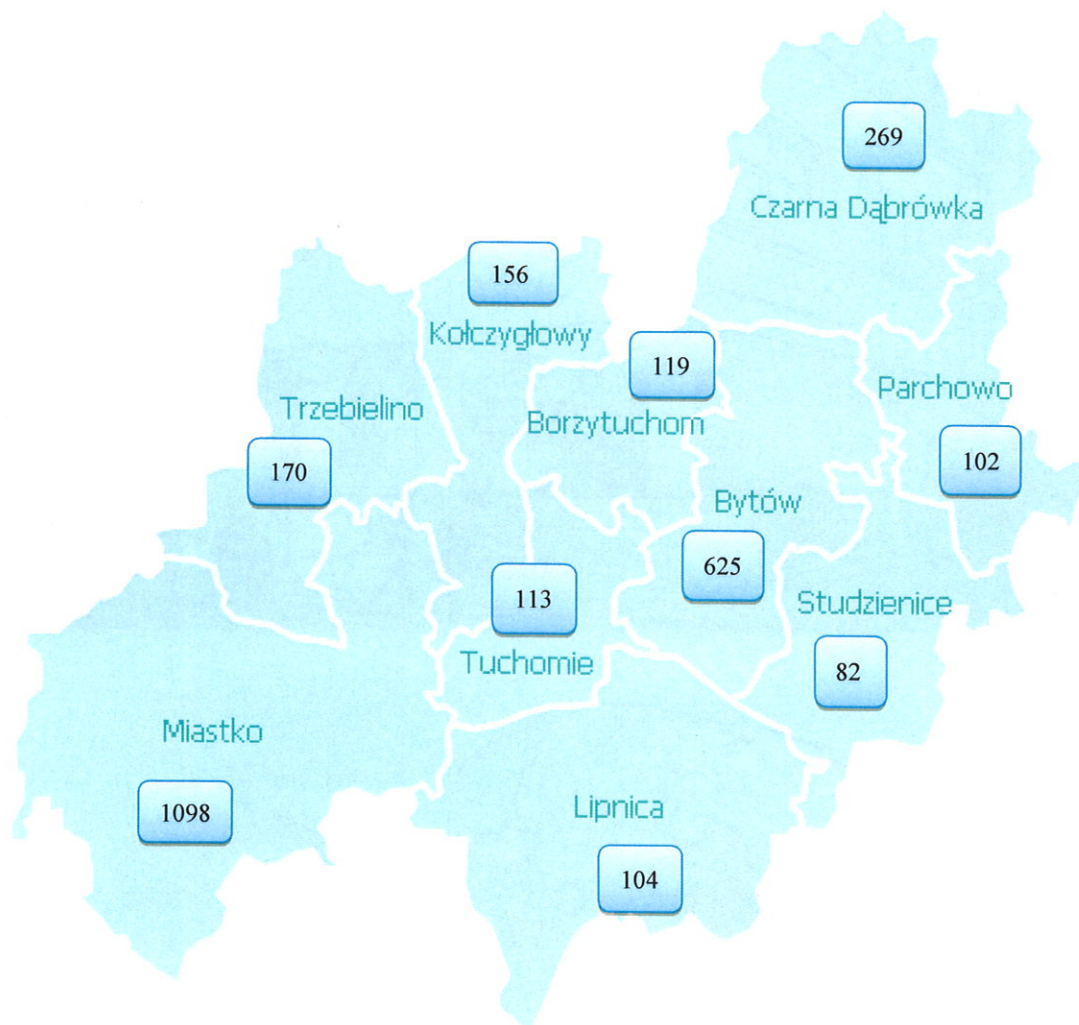 269
Czarna Dąbrówka
156
Kołczygłowy
119
Borzytuchom
Parchowo
102
Trzebielino
170
Bytów
625
113
Tuchomie
Studzienice
82
Miastko
1098
Lipnica
104